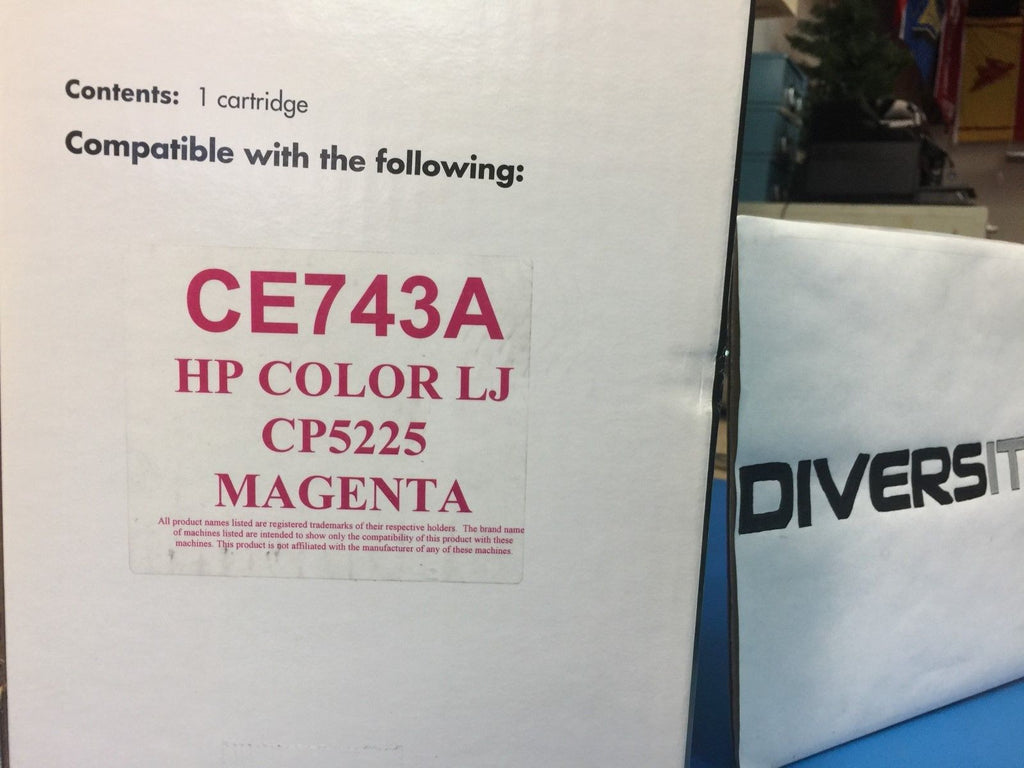 Contents: 1 cartridge
Compatible with the following:
CE743A
HP COLOR LJ
CP5225
MAGENTA
All product names listed are registered trademarks of their respective holders. The brand name
of machines listed are intended to show only the compatibility of this product with these
machines. This product is not affiliated with the manufacturer of any of these machines.
DIVERSIT